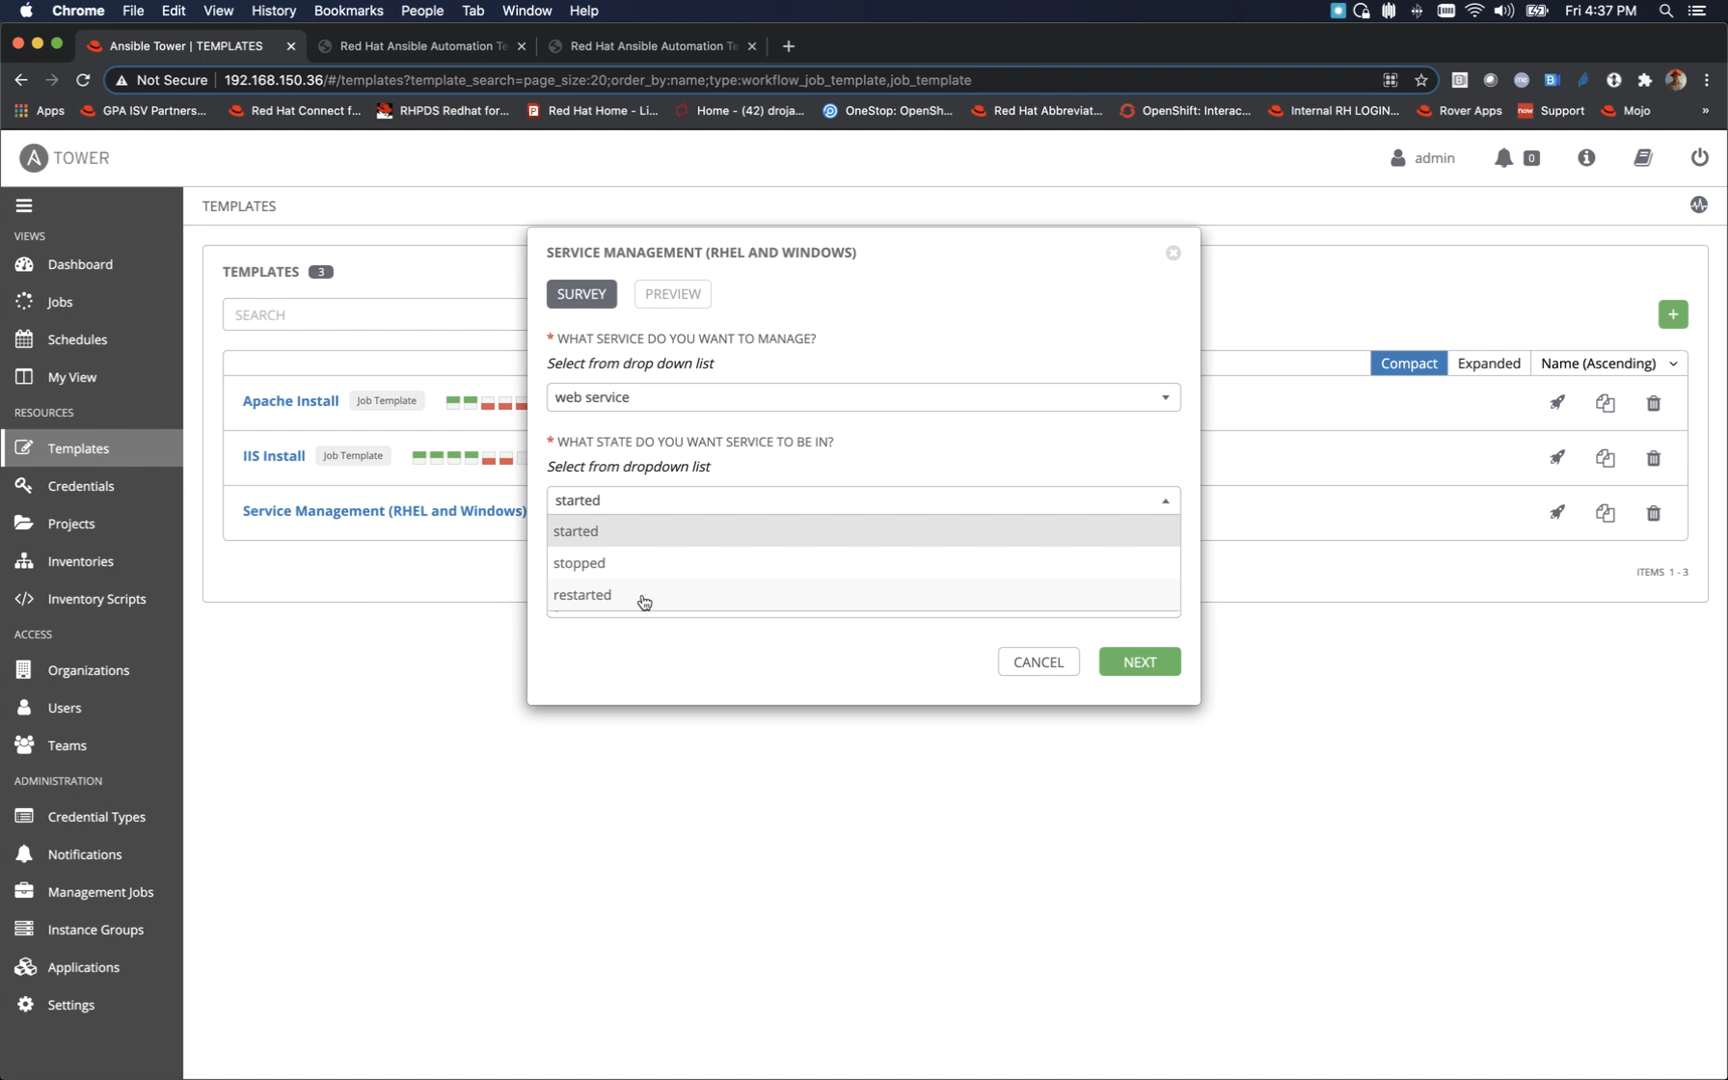 Chrome File Edit View History Bookmarks People Tab Window Help Fri 4:37 PM
Ansible Tower | TEMPLATES Red Hat Ansible Automation Te Red Hat Ansible Automation Te
Not Secure 192.168.150.36/#/templates?template_search=page_size:20;order_by:name;type:workflow_job_template,job_template
Apps GPA ISV Partners... Red Hat Connect f... RHPDS Redhat for... Red Hat Home - Li... Home - (42) droja... OneStop: OpenSh... Red Hat Abbreviat... OpenShift: Interac... Internal RH LOGIN... Rover Apps Support Mojo »
TOWER admin 0
VIEWS
Dashboard
Jobs
Schedules
My View
RESOURCES
Templates
Credentials
Projects
Inventories
Inventory Scripts
ACCESS
Organizations
Users
Teams
ADMINISTRATION
Credential Types
Notifications
Management Jobs
Instance Groups
Applications
Settings
TEMPLATES
TEMPLATES 3
SEARCH
Compact Expanded Name (Ascending)
Apache Install Job Template
IIS Install Job Template
Service Management (RHEL and Windows)
ITEMS 1 - 3
SERVICE MANAGEMENT (RHEL AND WINDOWS)
SURVEY PREVIEW
* WHAT SERVICE DO YOU WANT TO MANAGE?
Select from drop down list
web service
* WHAT STATE DO YOU WANT SERVICE TO BE IN?
Select from dropdown list
started
started
stopped
restarted
CANCEL NEXT